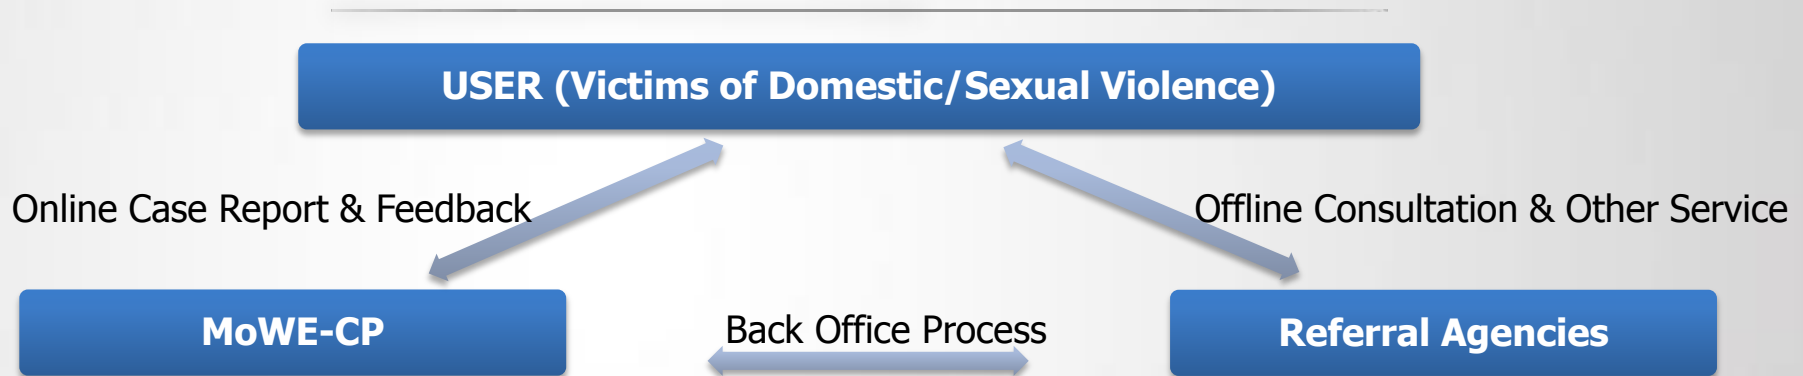 USER (Victims of Domestic/Sexual Violence)
Online Case Report & Feedback
Offline Consultation & Other Service
MoWE-CP
Back Office Process
Referral Agencies